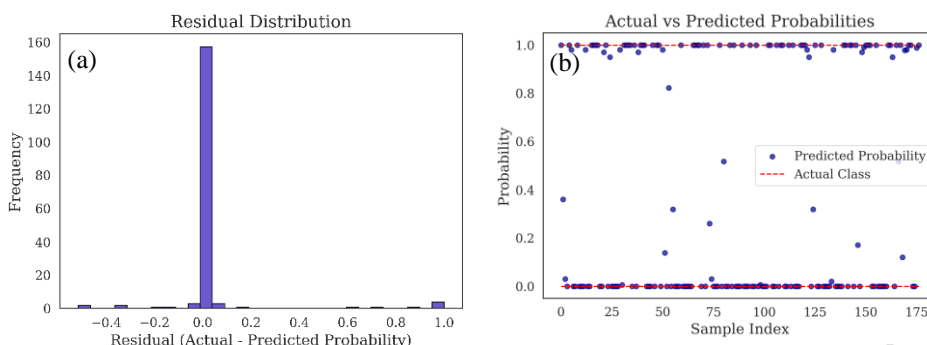 Residual Distribution
(a)
160
140
120
100
80
60
40
20
0
Frequency
−0.4 −0.2 0.0 0.2 0.4 0.6 0.8 1.0
Residual (Actual - Predicted Probability)
Actual vs Predicted Probabilities
(b)
1.0
0.8
0.6
0.4
0.2
0.0
Probability
Predicted Probability
Actual Class
0 25 50 75 100 125 150 175
Sample Index